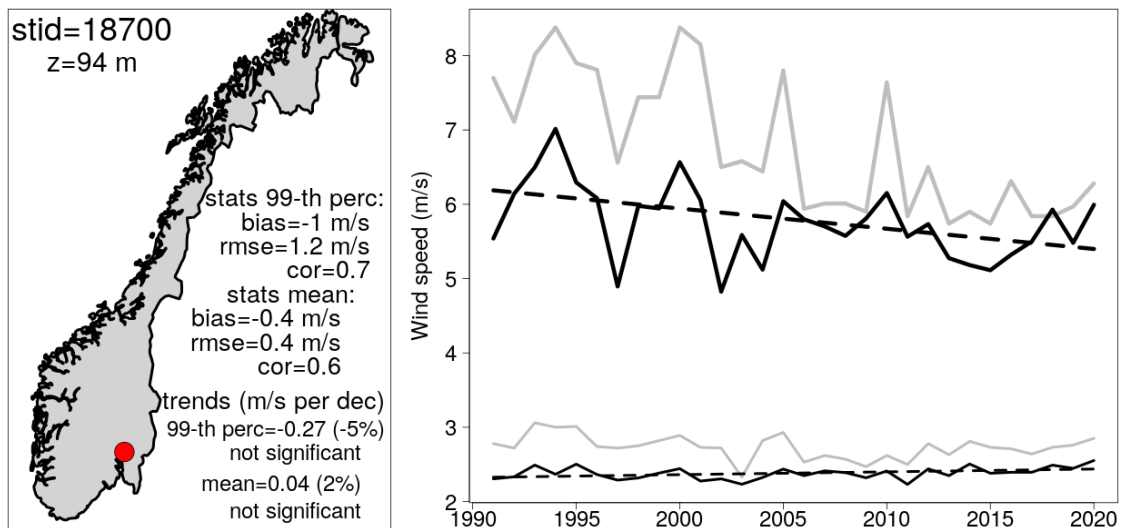 stid=18700
z=94 m
stats 99-th perc:
bias=-1 m/s
rmse=1.2 m/s
cor=0.7
stats mean:
bias=-0.4 m/s
rmse=0.4 m/s
cor=0.6
trends (m/s per dec)
99-th perc=-0.27 (-5%)
not significant
mean=0.04 (2%)
not significant
Wind speed (m/s)
8
7
6
5
4
3
2
1990 1995 2000 2005 2010 2015 2020